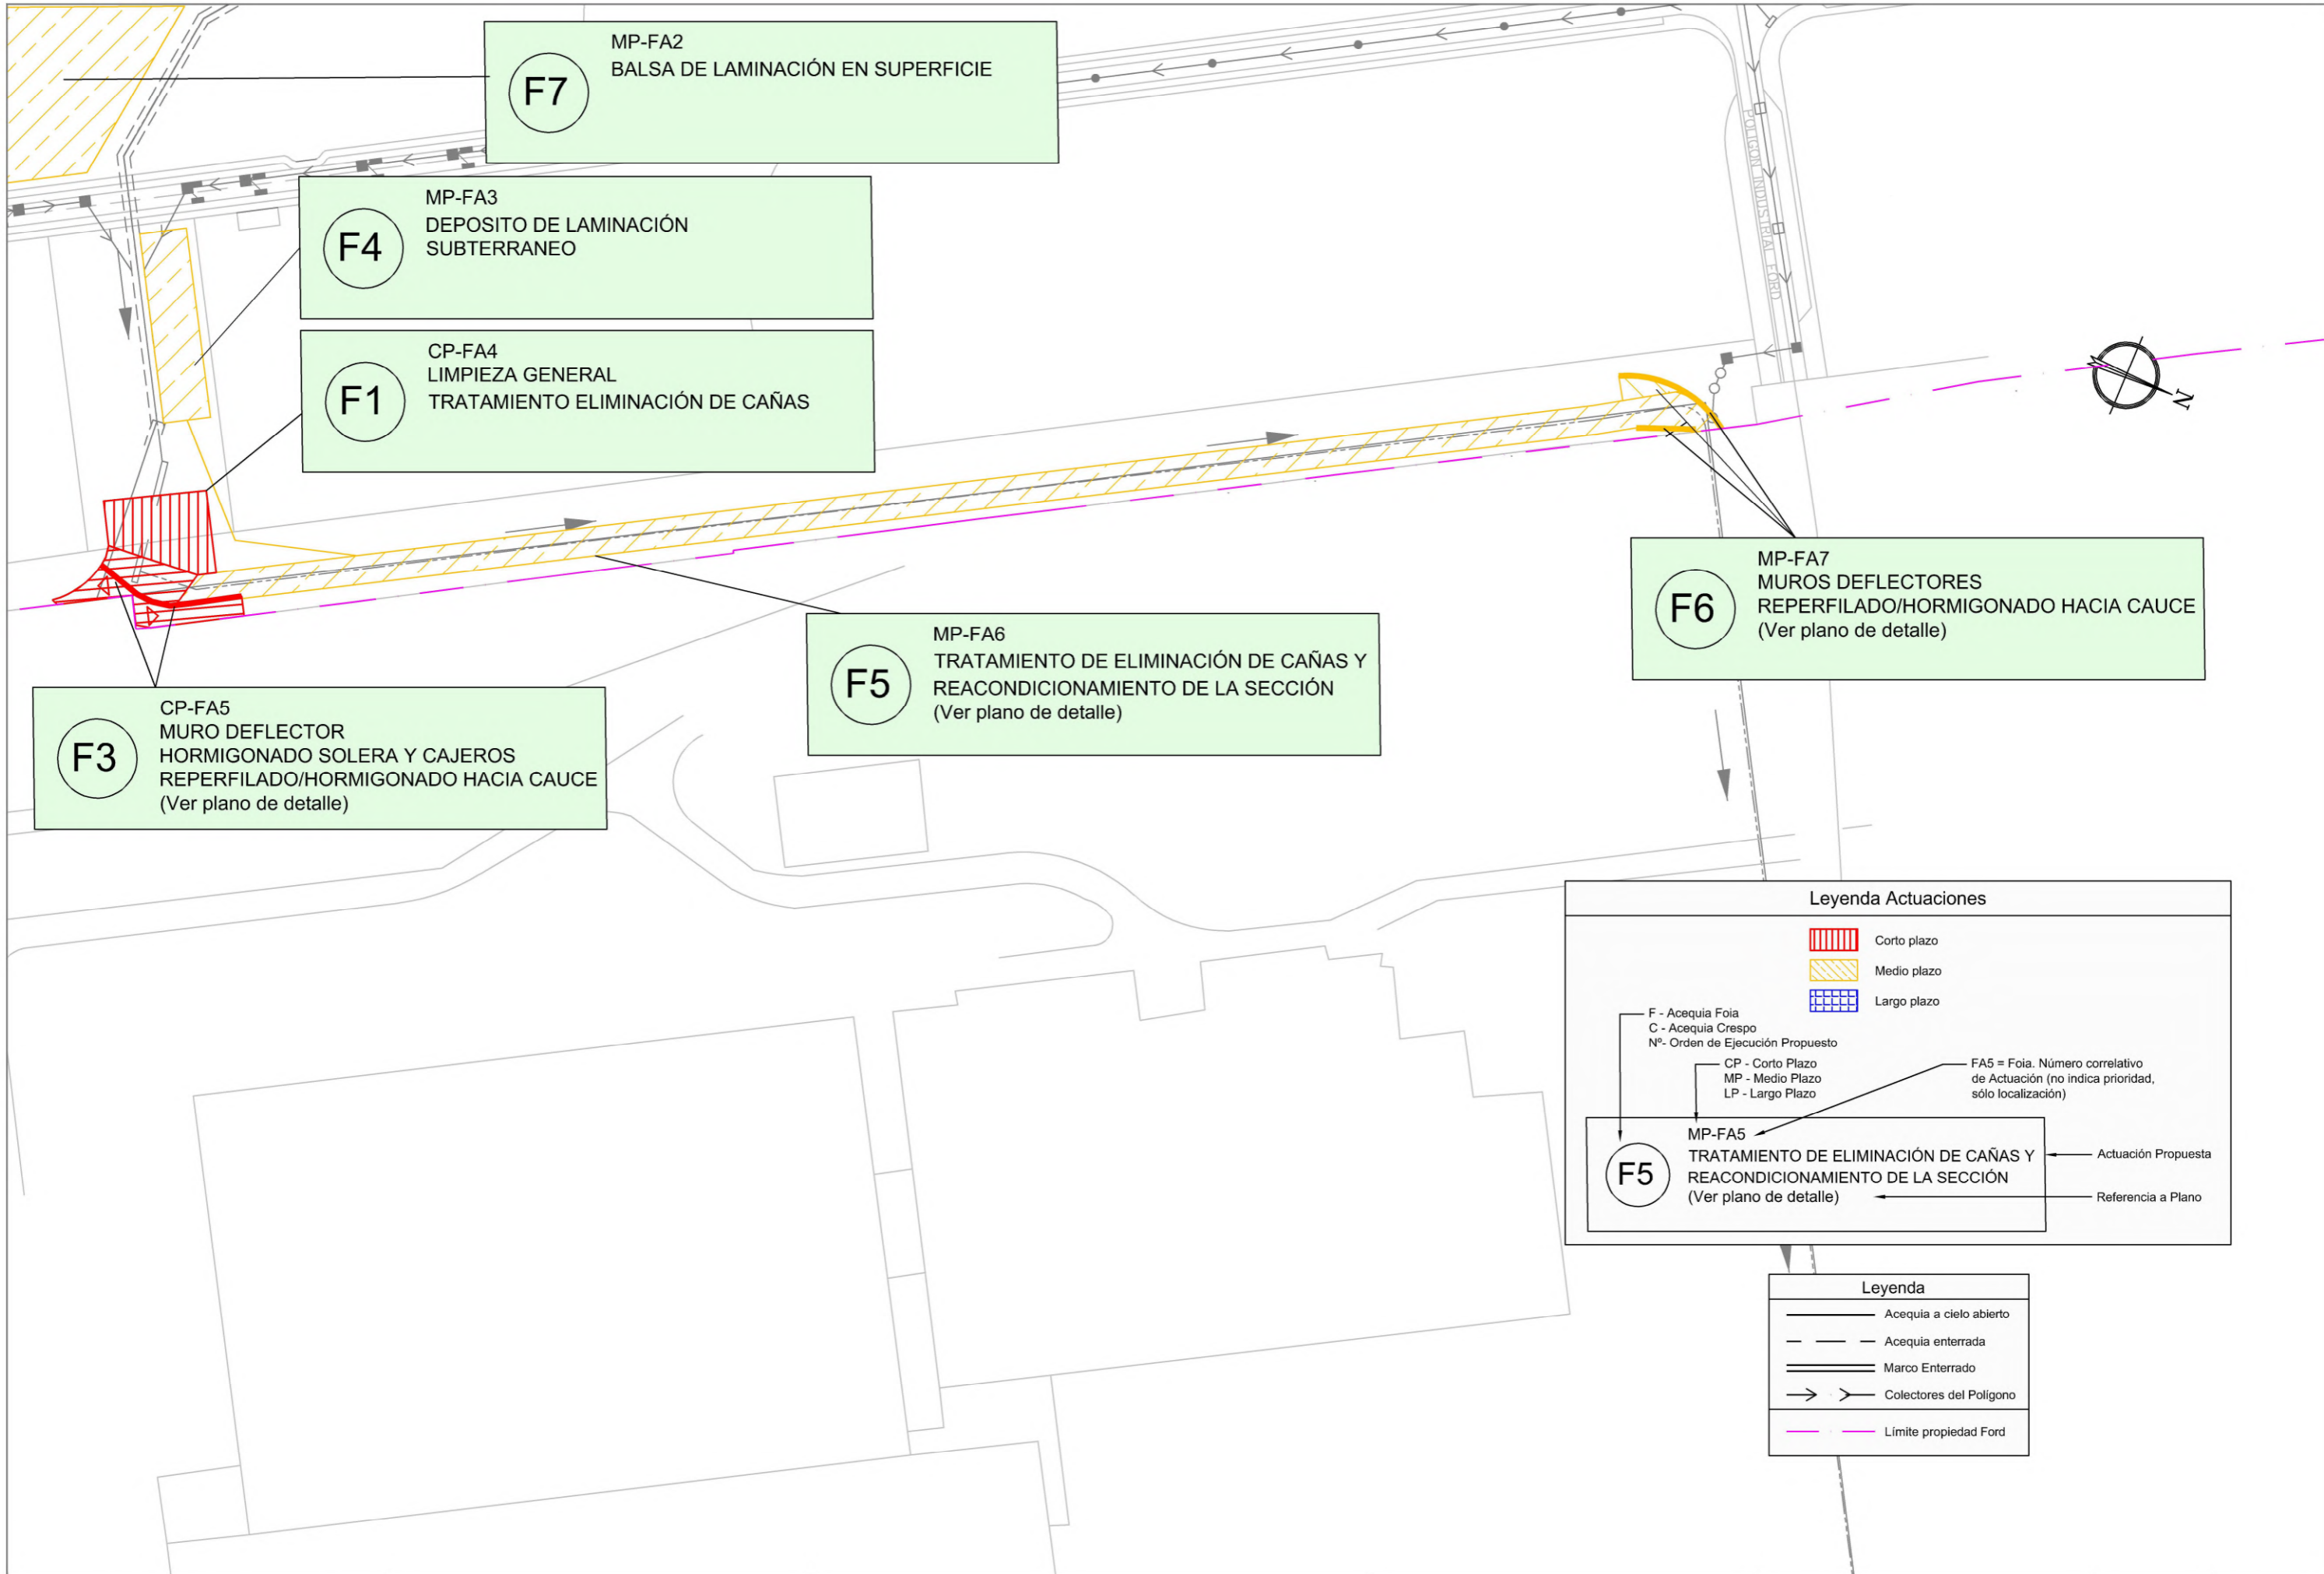 F7
MP-FA2
BALSA DE LAMINACIÓN EN SUPERFICIE
F4
MP-FA3
DEPOSITO DE LAMINACIÓN
SUBTERRANEO
F1
CP-FA4
LIMPIEZA GENERAL
TRATAMIENTO ELIMINACIÓN DE CAÑAS
POLIGON INDUSTRIAL FORD
N
F6
MP-FA7
MUROS DEFLECTORES
REPERFILADO/HORMIGONADO HACIA CAUCE
(Ver plano de detalle)
F5
MP-FA6
TRATAMIENTO DE ELIMINACIÓN DE CAÑAS Y
REACONDICIONAMIENTO DE LA SECCIÓN
(Ver plano de detalle)
F3
CP-FA5
MURO DEFLECTOR
HORMIGONADO SOLERA Y CAJEROS
REPERFILADO/HORMIGONADO HACIA CAUCE
(Ver plano de detalle)
Leyenda Actuaciones
Corto plazo
Medio plazo
Largo plazo
F - Acequia Foia
C - Acequia Crespo
Nº- Orden de Ejecución Propuesto
CP - Corto Plazo
MP - Medio Plazo
LP - Largo Plazo
FA5 = Foia. Número correlativo
de Actuación (no indica prioridad,
sólo localización)
F5
MP-FA5
TRATAMIENTO DE ELIMINACIÓN DE CAÑAS Y
REACONDICIONAMIENTO DE LA SECCIÓN
(Ver plano de detalle)
Actuación Propuesta
Referencia a Plano
Leyenda
Acequia a cielo abierto
Acequia enterrada
Marco Enterrado
Colectores del Polígono
Límite propiedad Ford